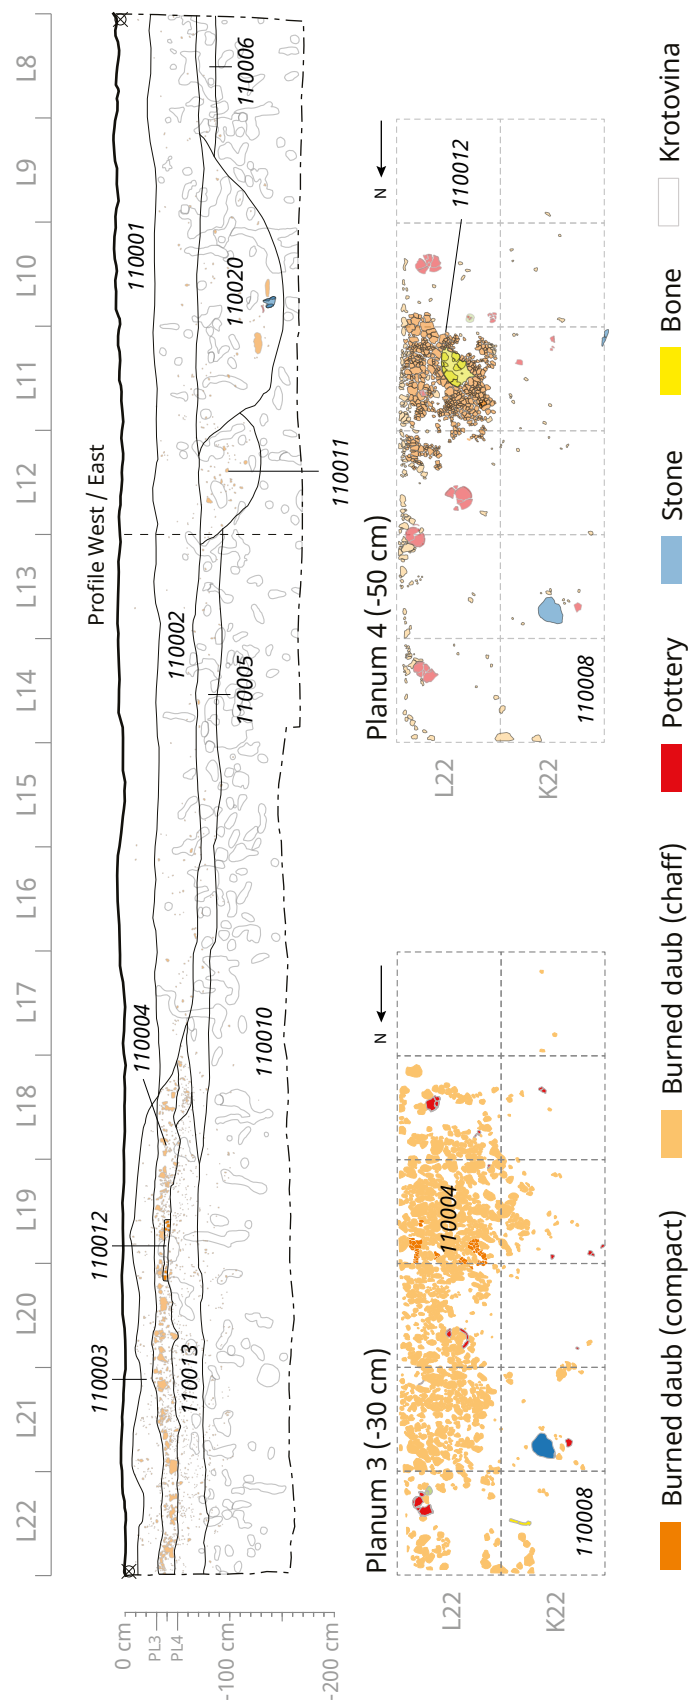 L22 L21 L20 L19 L18 L17 L16 L15 L14 L13 L12 L11 L10 L9 L8
Profile West / East
110003
110012
110004
110002
110001
110013
110010
110005
110011
110020
110006
0 cm
PL3
PL4
-100 cm
-200 cm
Planum 3 (-30 cm)
N
L22
K22
110004
110008
Planum 4 (-50 cm)
N
L22
K22
110012
110008
Burned daub (compact)
Burned daub (chaff)
Pottery
Stone
Bone
Krotovina